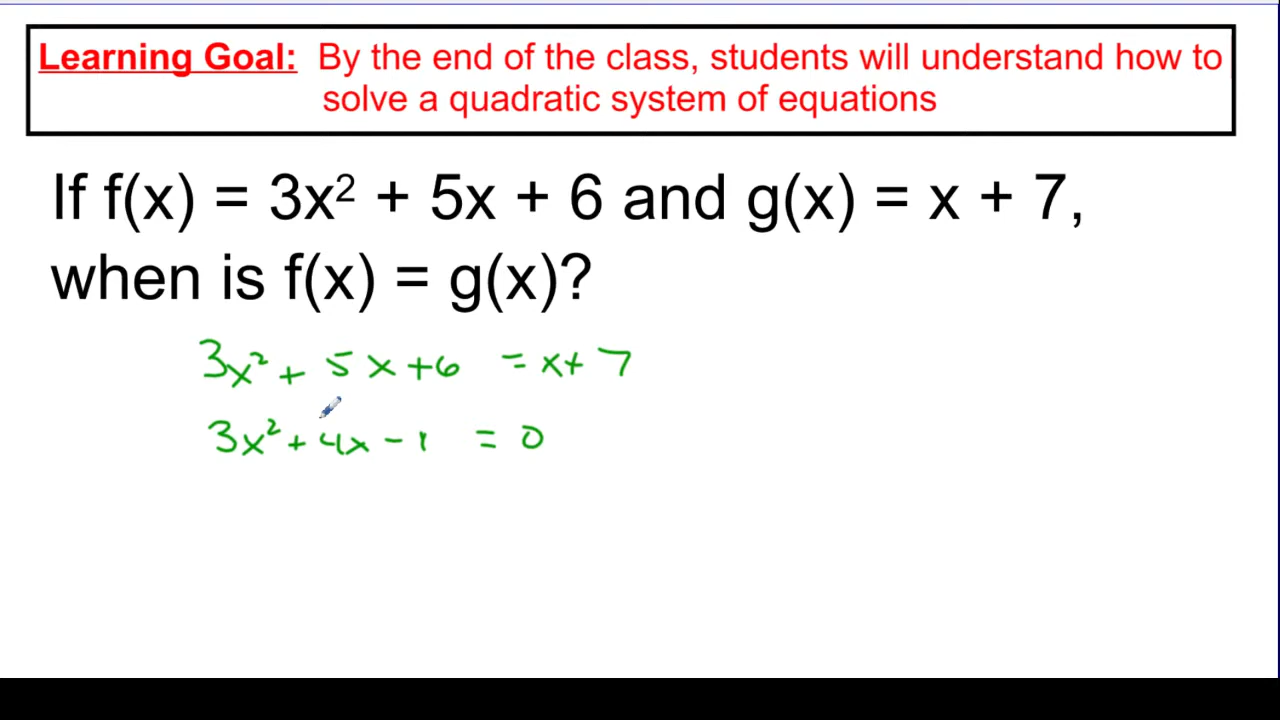 Learning Goal: By the end of the class, students will understand how to
solve a quadratic system of equations
If f(x) = 3x² + 5x + 6 and g(x) = x + 7,
when is f(x) = g(x)?
3x² + 5x + 6 = x + 7
3x² + 4x - 1 = 0